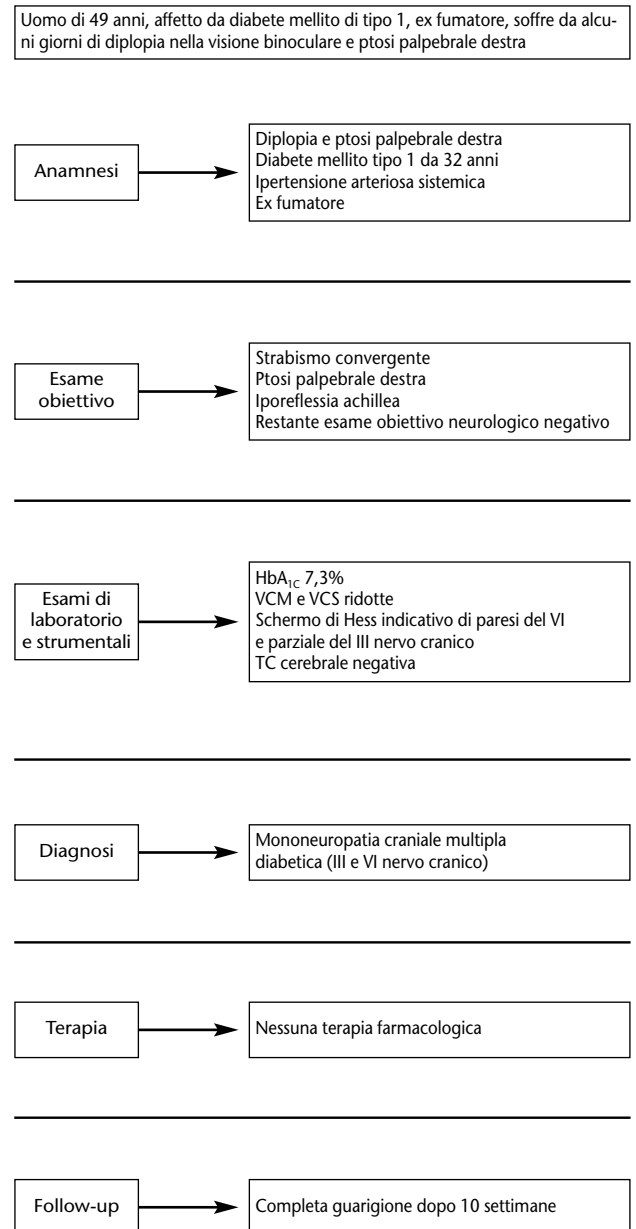 Uomo di 49 anni, affetto da diabete mellito di tipo 1, ex fumatore, soffre da alcu-
ni giorni di diplopia nella visione binoculare e ptosi palpebrale destra
Anamnesi
Diplopia e ptosi palpebrale destra
Diabete mellito tipo 1 da 32 anni
Ipertensione arteriosa sistemica
Ex fumatore
Esame
obiettivo
Strabismo convergente
Ptosi palpebrale destra
Iporeflessia achillea
Restante esame obiettivo neurologico negativo
Esami di
laboratorio
e strumentali
HbA1C 7,3%
VCM e VCS ridotte
Schermo di Hess indicativo di paresi del VI
e parziale del III nervo cranico
TC cerebrale negativa
Diagnosi
Mononeuropatia craniale multipla
diabetica (III e VI nervo cranico)
Terapia
Nessuna terapia farmacologica
Follow-up
Completa guarigione dopo 10 settimane